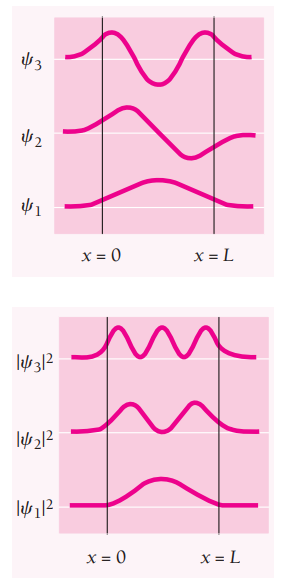 ψ₃
ψ₂
ψ₁
x = 0 x = L
|ψ₃|²
|ψ₂|²
|ψ₁|²
x = 0 x = L